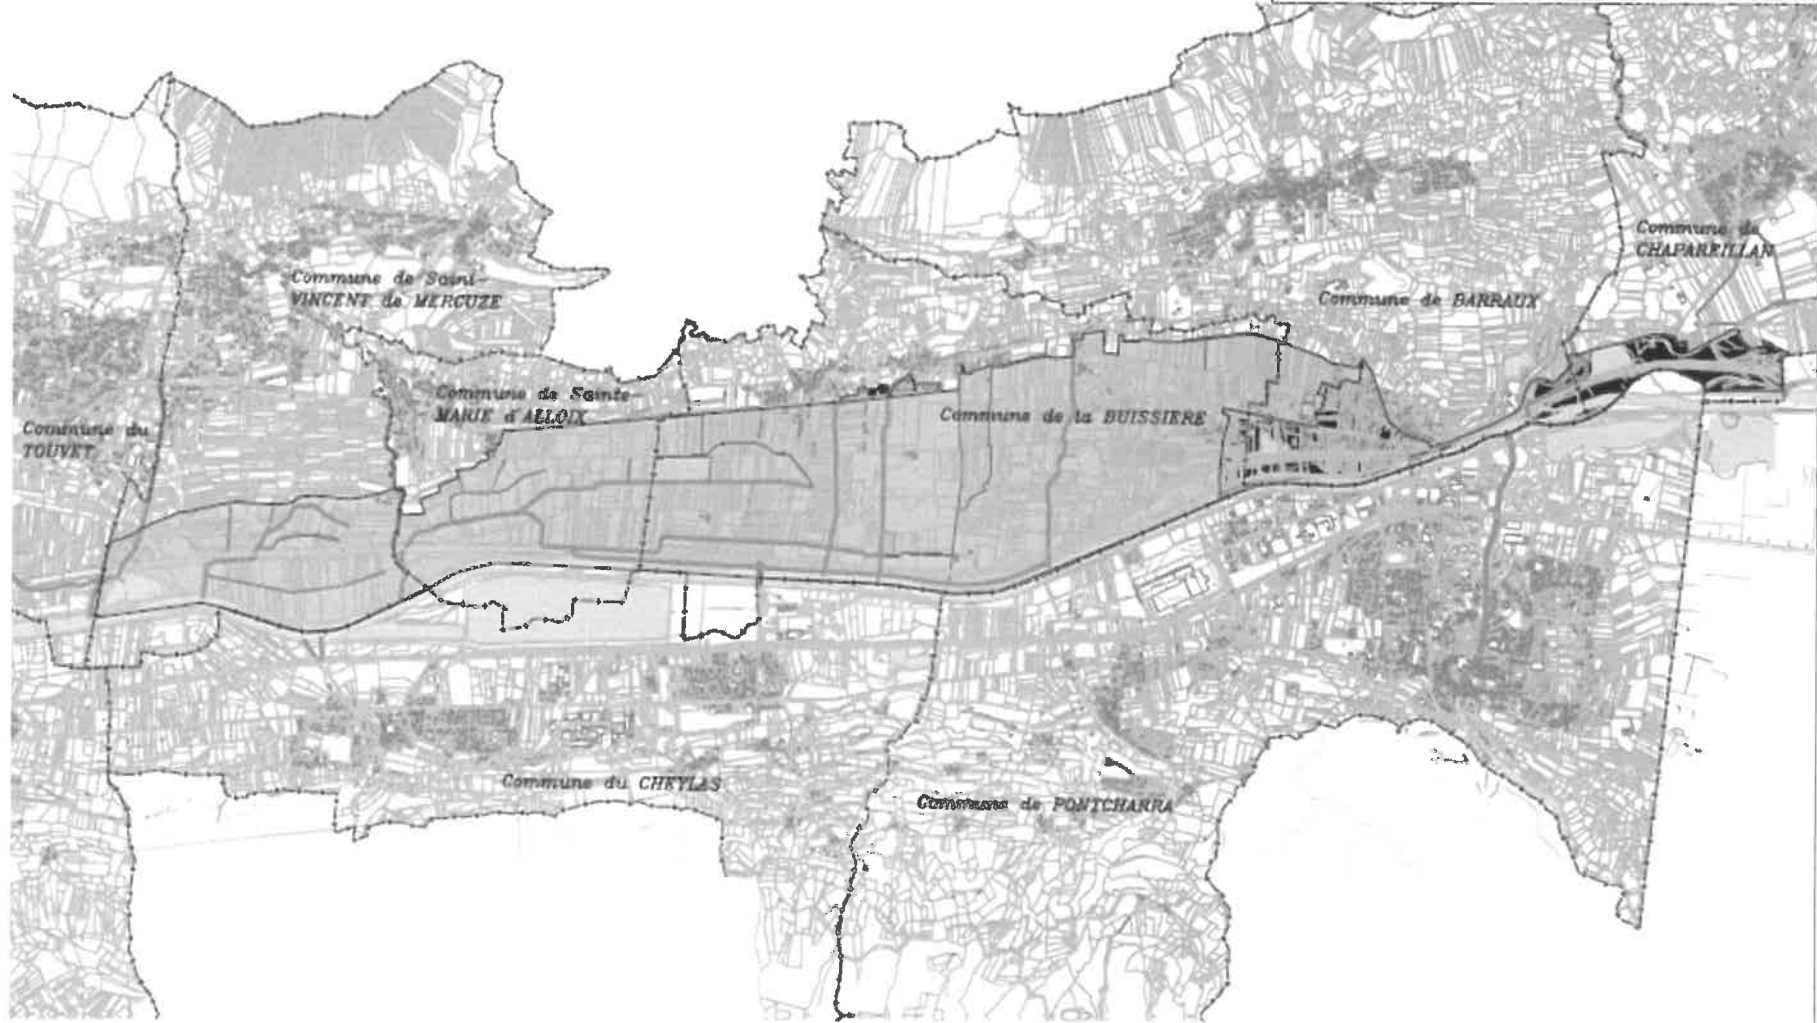 Commune de Saint-
VINCENT de MERCUZE
Commune de
CHAPAREILLAN
Commune de BARRAUX
Commune de Sainte-
MARIE d'ALLOIX
Commune de la BUISSIERE
Commune du
TOUVET
Commune du CHEYLAS
Commune de PONTCHARRA